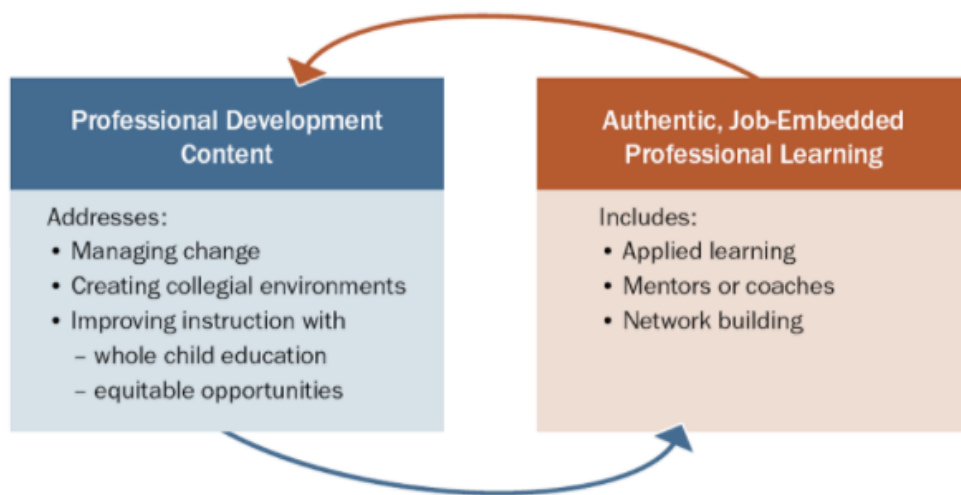 Professional Development
Content
Addresses:
• Managing change
• Creating collegial environments
• Improving instruction with
– whole child education
– equitable opportunities
Authentic, Job-Embedded
Professional Learning
Includes:
• Applied learning
• Mentors or coaches
• Network building